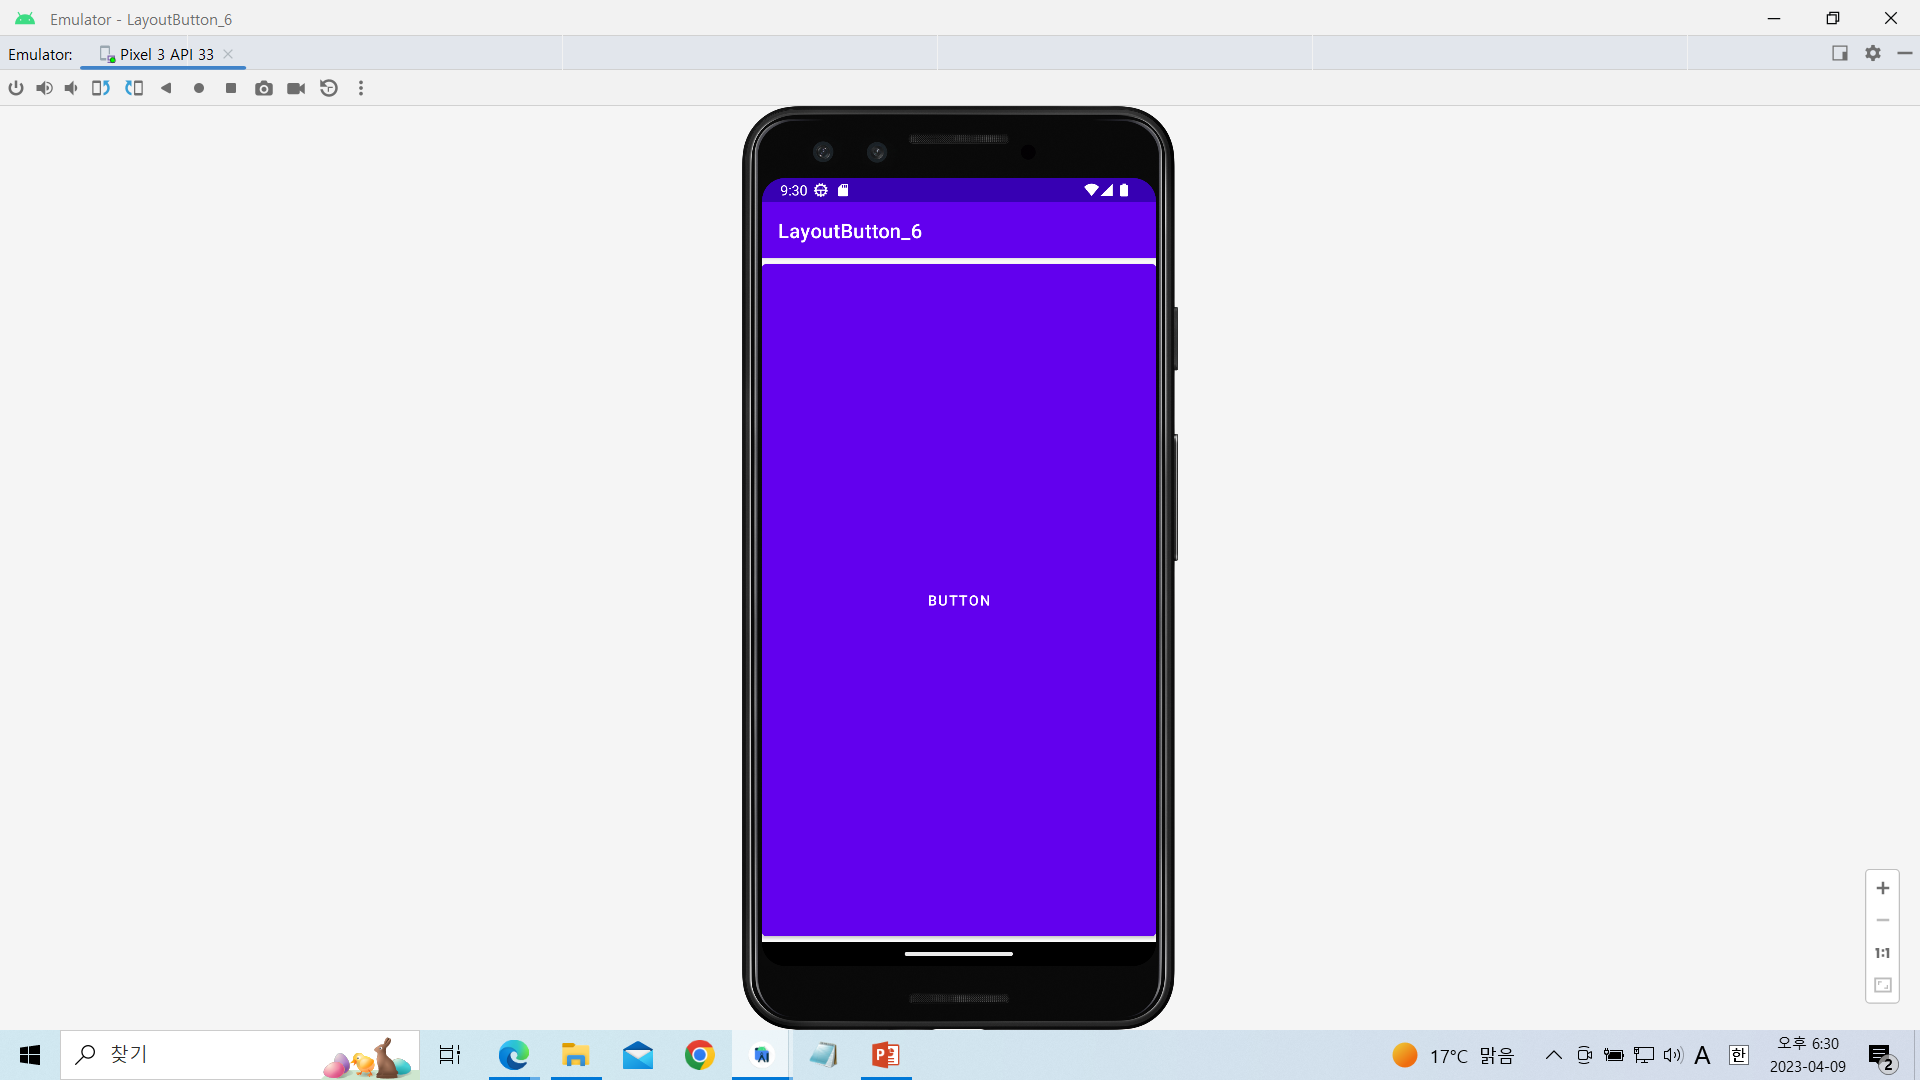 Emulator - LayoutButton_6
Emulator:
Pixel 3 API 33
9:30
LayoutButton_6
BUTTON
1:1
찾기
17°C 맑음
A
한
오후 6:30
2023-04-09
2